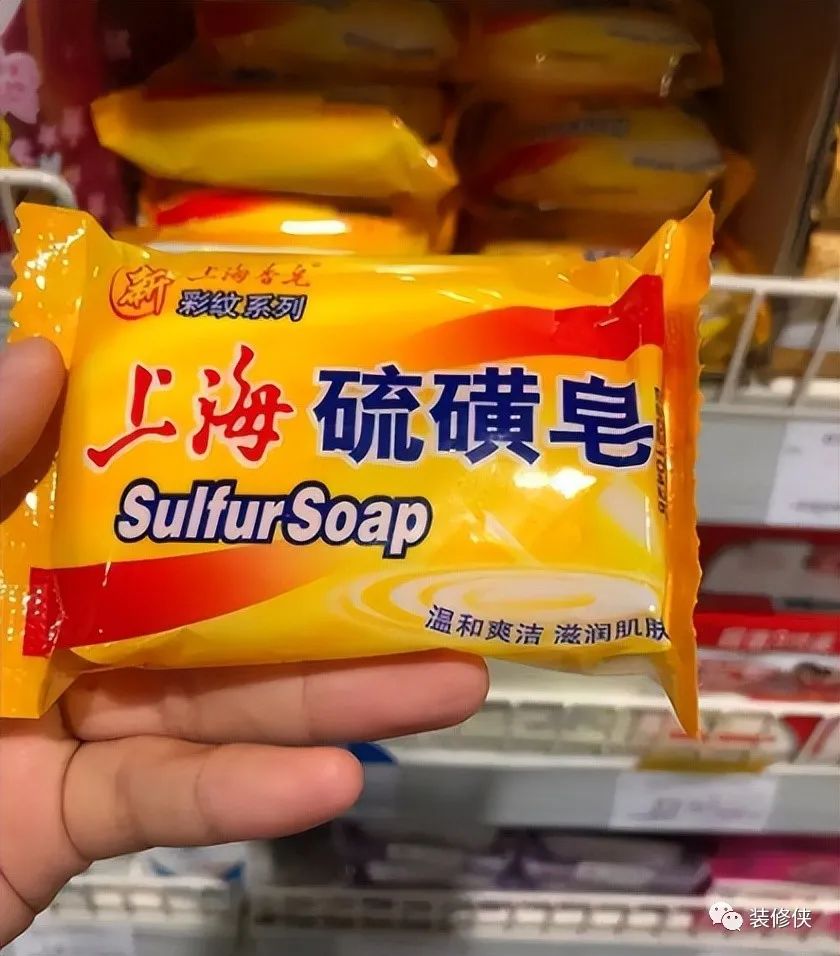 新 上海香皂
彩纹系列
上海 硫磺皂
Sulfur Soap
温和爽洁 滋润肌肤
装修侠